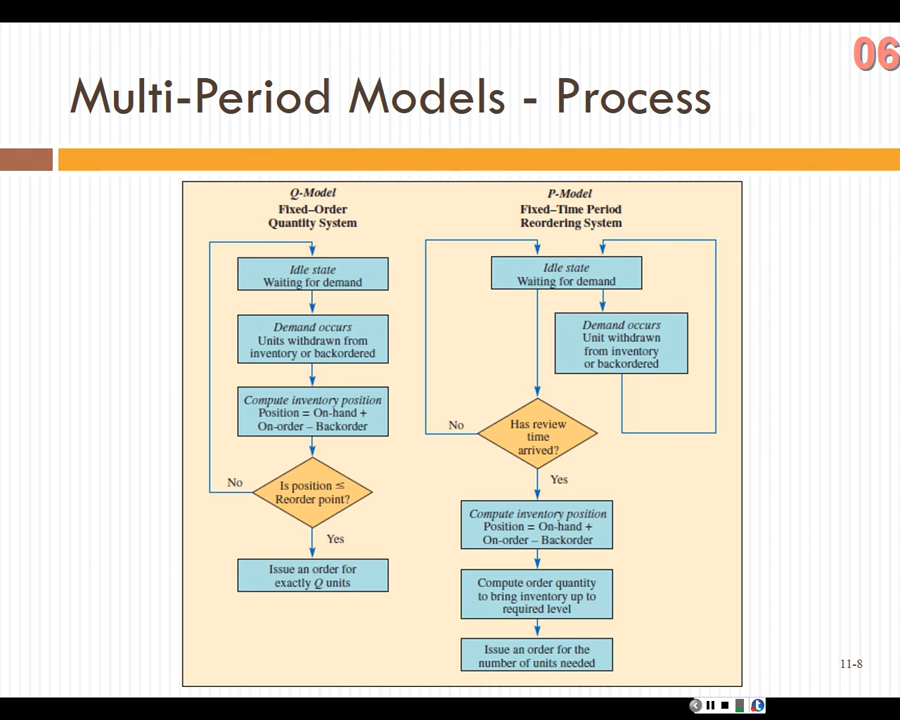 06
Multi-Period Models - Process
Q-Model
Fixed–Order
Quantity System
Idle state
Waiting for demand
Demand occurs
Units withdrawn from
inventory or backordered
Compute inventory position
Position = On-hand +
On-order – Backorder
Is position ≤
Reorder point?
No
Yes
Issue an order for
exactly Q units
P-Model
Fixed–Time Period
Reordering System
Idle state
Waiting for demand
Demand occurs
Unit withdrawn
from inventory
or backordered
Has review
time
arrived?
No
Yes
Compute inventory position
Position = On-hand +
On-order – Backorder
Compute order quantity
to bring inventory up to
required level
Issue an order for the
number of units needed
11-8